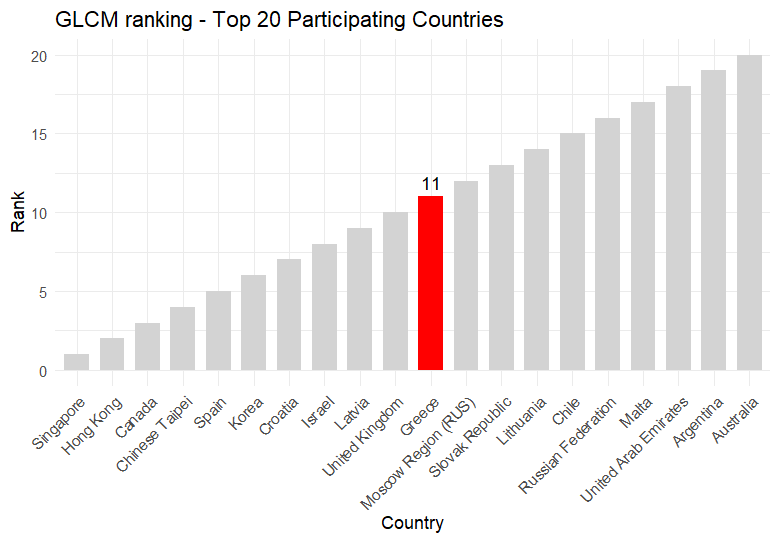 GLCM ranking - Top 20 Participating Countries
20
15
10
5
0
Rank
11
Singapore
Hong Kong
Canada
Chinese Taipei
Spain
Korea
Croatia
Israel
Latvia
United Kingdom
Greece
Moscow Region (RUS)
Slovak Republic
Lithuania
Chile
Russian Federation
Malta
United Arab Emirates
Argentina
Australia
Country